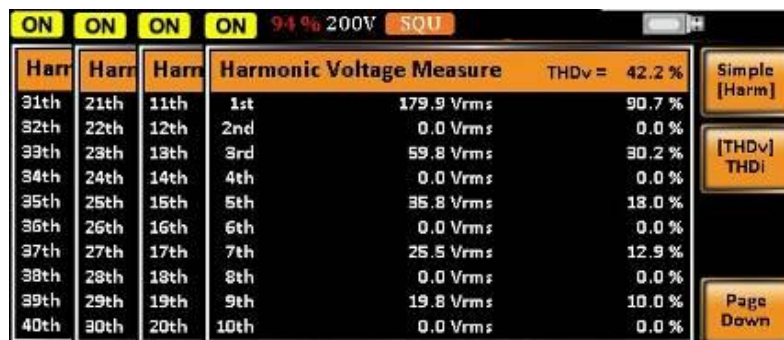 ON ON ON ON 94% 200V SQU
Harm Harm Harm Harmonic Voltage Measure THDv = 42.2 %
31th 21th 11th 1st 179.9 Vrms 90.7 %
32th 22th 12th 2nd 0.0 Vrms 0.0 %
33th 23th 13th 3rd 59.8 Vrms 30.2 %
34th 24th 14th 4th 0.0 Vrms 0.0 %
35th 25th 15th 5th 35.8 Vrms 18.0 %
36th 26th 16th 6th 0.0 Vrms 0.0 %
37th 27th 17th 7th 25.5 Vrms 12.9 %
38th 28th 18th 8th 0.0 Vrms 0.0 %
39th 29th 19th 9th 19.8 Vrms 10.0 %
40th 30th 20th 10th 0.0 Vrms 0.0 %
Simple
[Harm]
[THDv]
THDi
Page
Down